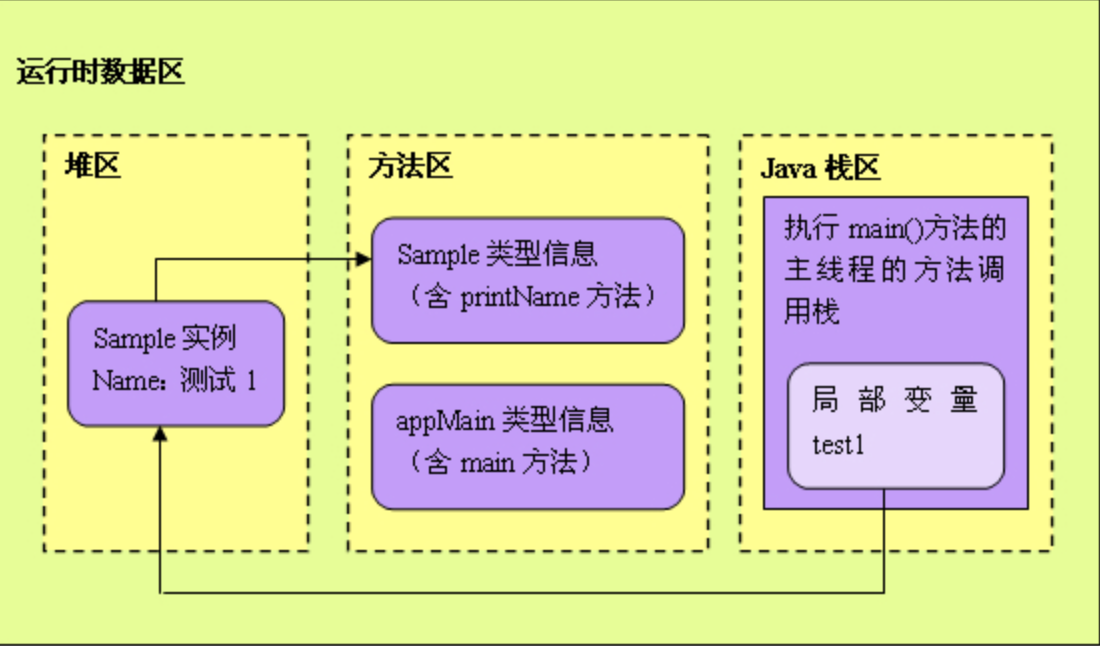 运行时数据区
堆区
Sample 实例
Name：测试 1
方法区
Sample 类型信息
（含 printName 方法）
appMain 类型信息
（含 main 方法）
Java 栈区
执行 main()方法的
主线程的方法调
用栈
局部变量
test1